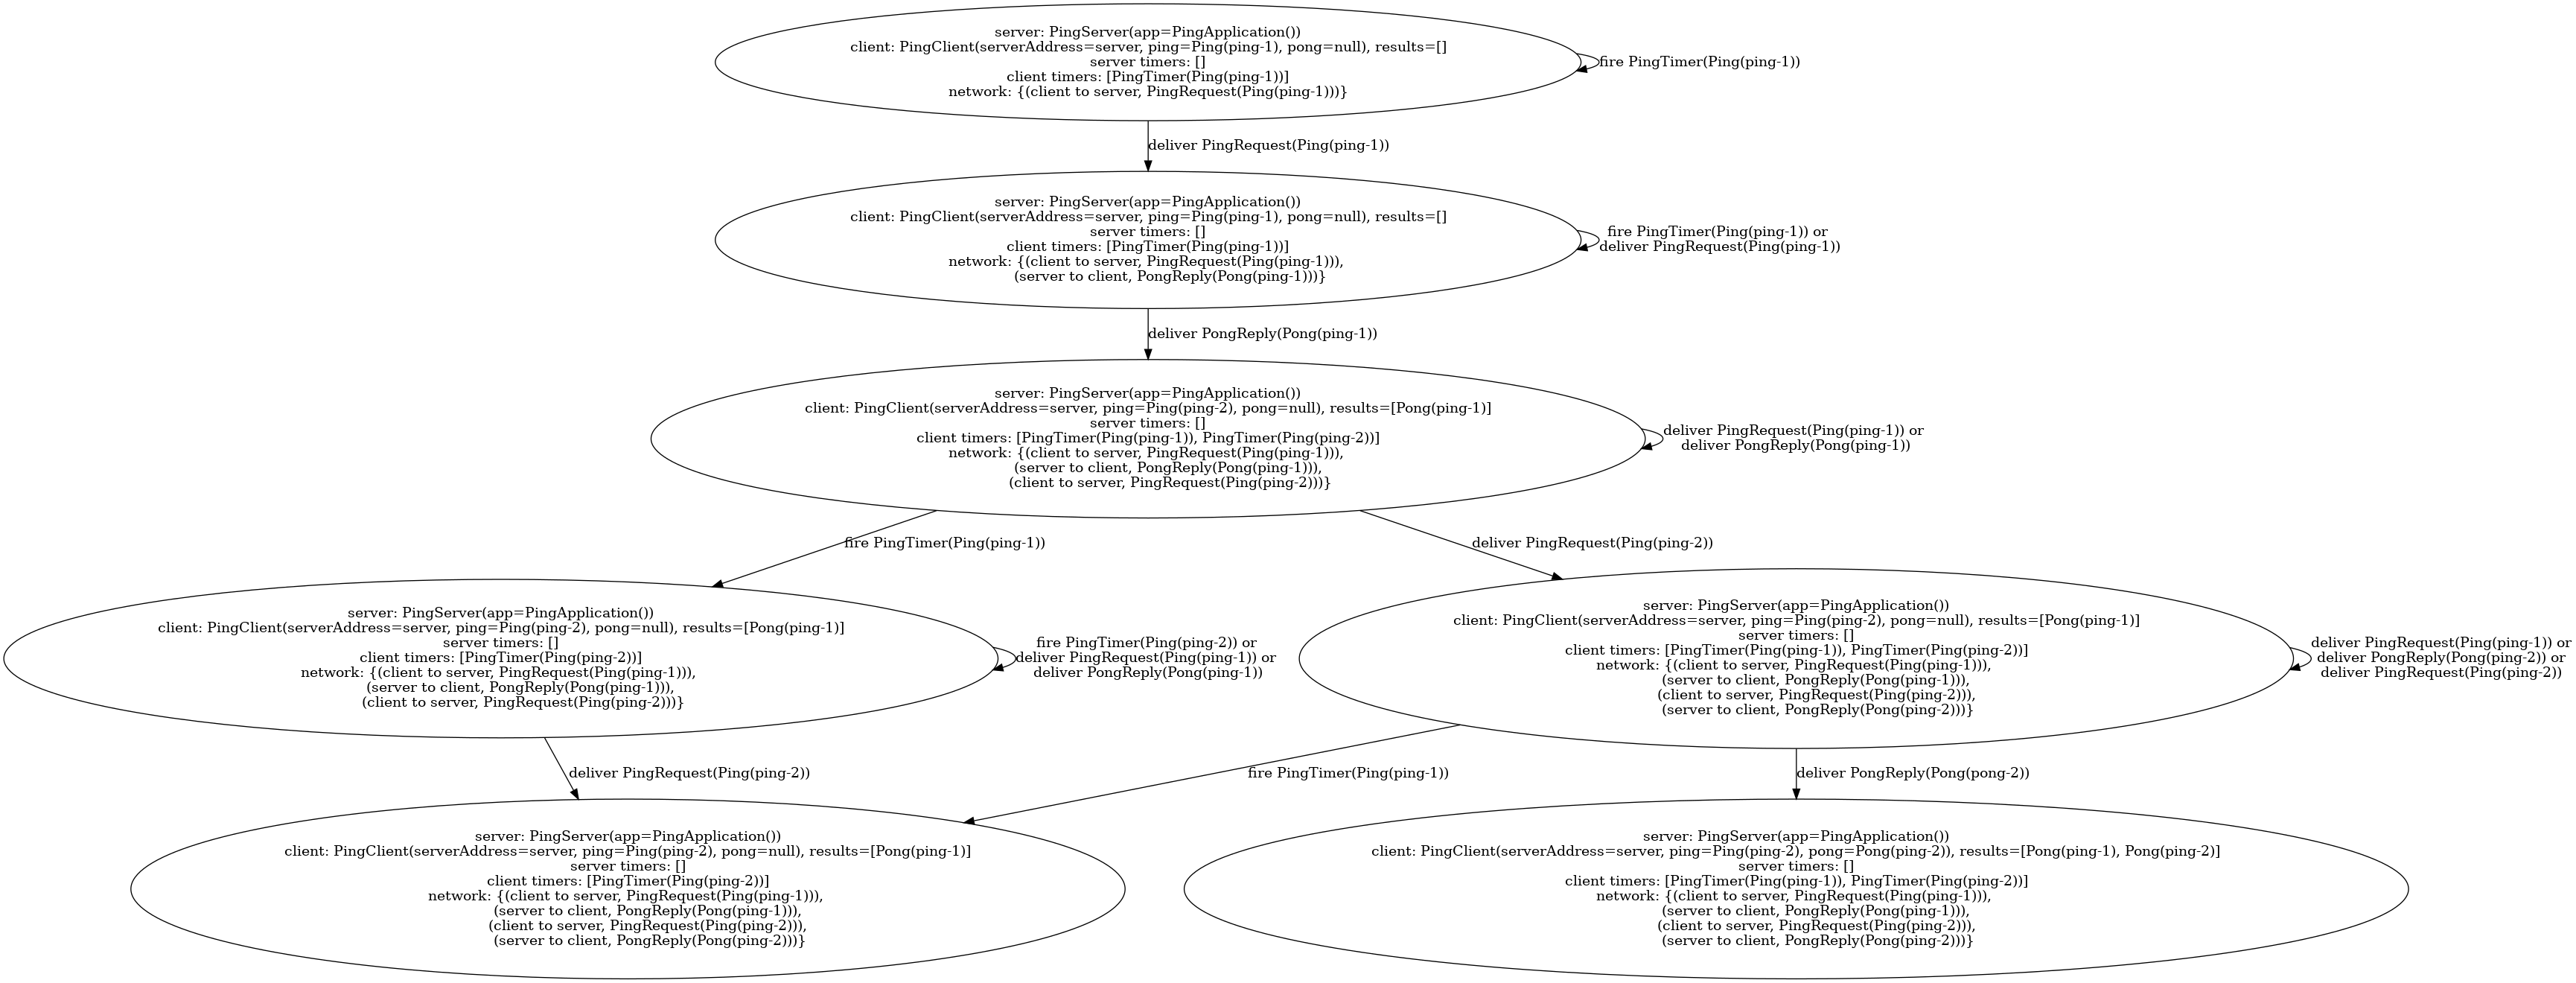 server: PingServer(app=PingApplication())
client: PingClient(serverAddress=server, ping=Ping(ping-1), pong=null), results=[]
server timers: []
client timers: [PingTimer(Ping(ping-1))]
network: {(client to server, PingRequest(Ping(ping-1)))}
fire PingTimer(Ping(ping-1))
deliver PingRequest(Ping(ping-1))
server: PingServer(app=PingApplication())
client: PingClient(serverAddress=server, ping=Ping(ping-1), pong=null), results=[]
server timers: []
client timers: [PingTimer(Ping(ping-1))]
network: {(client to server, PingRequest(Ping(ping-1))),
(server to client, PongReply(Pong(ping-1)))}
fire PingTimer(Ping(ping-1)) or
deliver PingRequest(Ping(ping-1))
deliver PongReply(Pong(ping-1))
server: PingServer(app=PingApplication())
client: PingClient(serverAddress=server, ping=Ping(ping-2), pong=null), results=[Pong(ping-1)]
server timers: []
client timers: [PingTimer(Ping(ping-1)), PingTimer(Ping(ping-2))]
network: {(client to server, PingRequest(Ping(ping-1))),
(server to client, PongReply(Pong(ping-1))),
(client to server, PingRequest(Ping(ping-2)))}
deliver PingRequest(Ping(ping-1)) or
deliver PongReply(Pong(ping-1))
fire PingTimer(Ping(ping-1))
deliver PingRequest(Ping(ping-2))
server: PingServer(app=PingApplication())
client: PingClient(serverAddress=server, ping=Ping(ping-2), pong=null), results=[Pong(ping-1)]
server timers: []
client timers: [PingTimer(Ping(ping-2))]
network: {(client to server, PingRequest(Ping(ping-1))),
(server to client, PongReply(Pong(ping-1))),
(client to server, PingRequest(Ping(ping-2)))}
fire PingTimer(Ping(ping-2)) or
deliver PingRequest(Ping(ping-1)) or
deliver PongReply(Pong(ping-1))
server: PingServer(app=PingApplication())
client: PingClient(serverAddress=server, ping=Ping(ping-2), pong=null), results=[Pong(ping-1)]
server timers: []
client timers: [PingTimer(Ping(ping-1)), PingTimer(Ping(ping-2))]
network: {(client to server, PingRequest(Ping(ping-1))),
(server to client, PongReply(Pong(ping-1))),
(client to server, PingRequest(Ping(ping-2))),
(server to client, PongReply(Pong(ping-2)))}
deliver PingRequest(Ping(ping-1)) or
deliver PongReply(Pong(ping-2)) or
deliver PingRequest(Ping(ping-2))
deliver PingRequest(Ping(ping-2))
fire PingTimer(Ping(ping-1))
deliver PongReply(Pong(pong-2))
server: PingServer(app=PingApplication())
client: PingClient(serverAddress=server, ping=Ping(ping-2), pong=null), results=[Pong(ping-1)]
server timers: []
client timers: [PingTimer(Ping(ping-2))]
network: {(client to server, PingRequest(Ping(ping-1))),
(server to client, PongReply(Pong(ping-1))),
(client to server, PingRequest(Ping(ping-2))),
(server to client, PongReply(Pong(ping-2)))}
server: PingServer(app=PingApplication())
client: PingClient(serverAddress=server, ping=Ping(ping-2), pong=Pong(ping-2)), results=[Pong(ping-1), Pong(ping-2)]
server timers: []
client timers: [PingTimer(Ping(ping-1)), PingTimer(Ping(ping-2))]
network: {(client to server, PingRequest(Ping(ping-1))),
(server to client, PongReply(Pong(ping-1))),
(client to server, PingRequest(Ping(ping-2))),
(server to client, PongReply(Pong(ping-2)))}